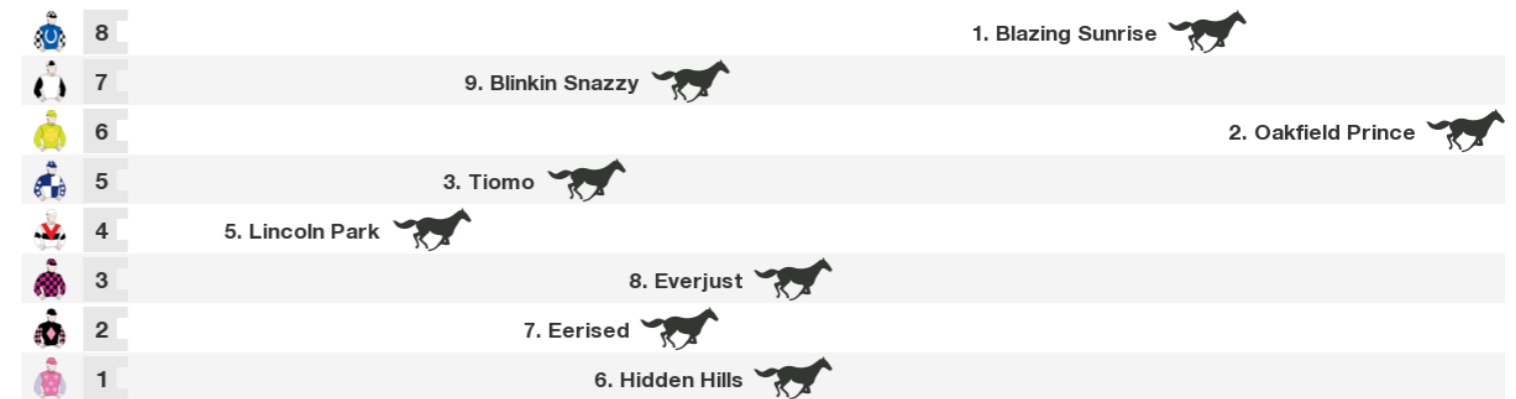 8 1. Blazing Sunrise
7 9. Blinkin Snazzy
6 2. Oakfield Prince
5 3. Tiomo
4 5. Lincoln Park
3 8. Everjust
2 7. Eerised
1 6. Hidden Hills